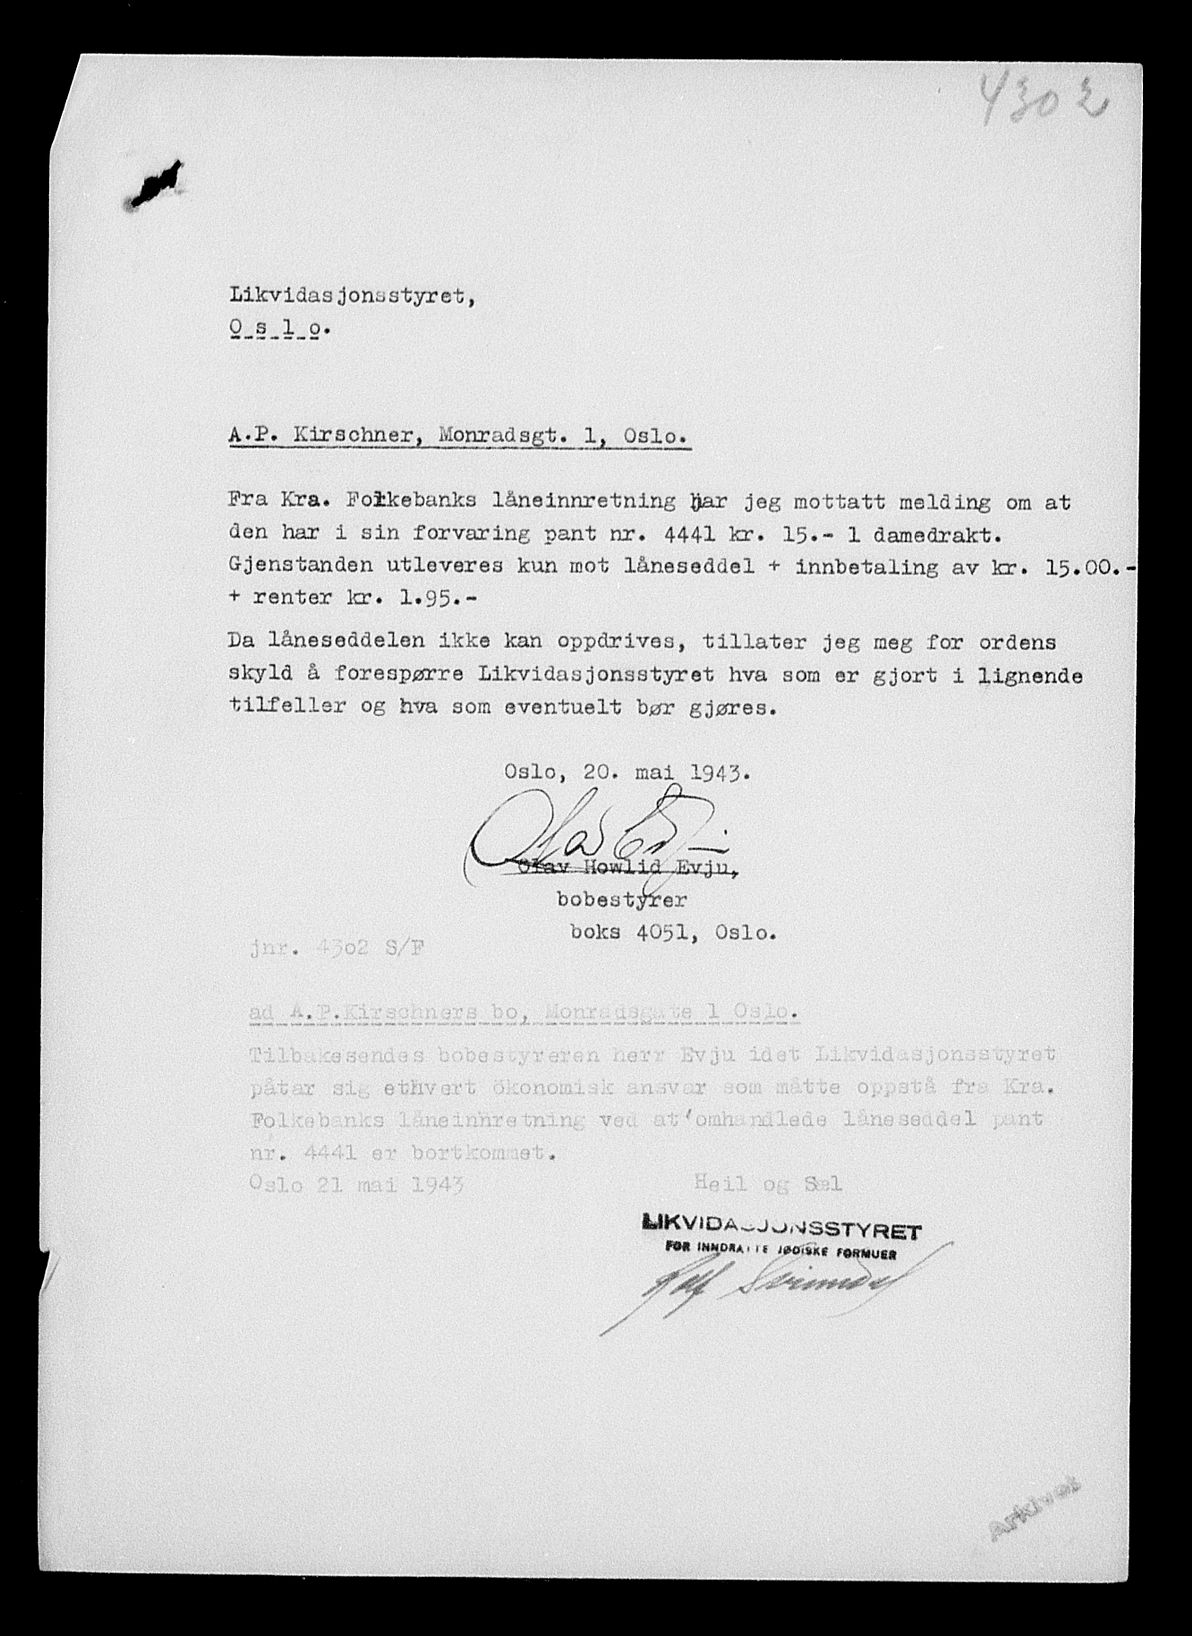 4302
Likvidasjonsstyret,
Oslo.
A.P. Kirschner, Monradsgt. 1, Oslo.
Fra Kra. Folkebanks låneinnretning har jeg mottatt melding om at
den har i sin forvaring pant nr. 4441 kr. 15.- 1 damedrakt.
Gjenstanden utleveres kun mot låneseddel + innbetaling av kr. 15.00.-
+ renter kr. 1.95.-
Da låneseddelen ikke kan oppdrives, tillater jeg meg for ordens
skyld å forespørre Likvidasjonsstyret hva som er gjort i lignende
tilfeller og hva som eventuelt bør gjøres.
Oslo, 20. mai 1943.
Olav Howlid Evju,
bobestyrer
boks 4051, Oslo.
jnr. 4302 S/F
ad A.P.Kirschners bo, Monradsgate 1 Oslo.
Tilbakesendes bobestyreren herr Evju idet Likvidasjonsstyret
påtar sig ethvert ökonomisk ansvar som måtte oppstå fra Kra.
Folkebanks låneinnretning ved at omhandlede låneseddel pant
nr. 4441 er bortkommet.
Oslo 21 mai 1943 Heil og Sæl
LIKVIDASJONSSTYRET
FOR INNDRATTE JØDISKE FORMUER
Arkivet